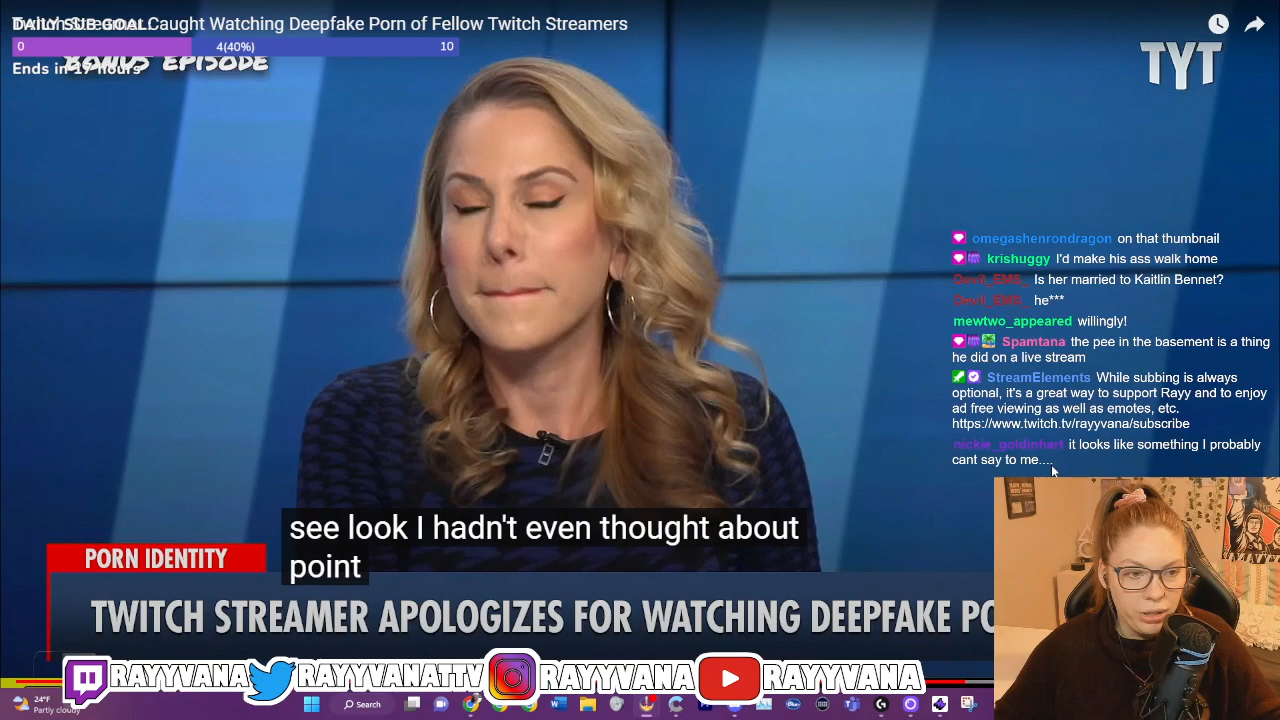 Twitch Streamer Caught Watching Deepfake Porn of Fellow Twitch Streamers
DAILY SUB GOAL:
0 4(40%) 10
Ends in 17 hours
BONUS EPISODE
TYT
omegashenrondragon on that thumbnail
krishuggy I'd make his ass walk home
Devil_EMS_ Is her married to Kaitlin Bennet?
Devil_EMS_ he***
mewtwo_appeared willingly!
Spamtana the pee in the basement is a thing
he did on a live stream
StreamElements While subbing is always
optional, it's a great way to support Rayy and to enjoy
ad free viewing as well as emotes, etc.
https://www.twitch.tv/rayyvana/subscribe
nickie_goldinhart it looks like something I probably
cant say to me....
see look I hadn't even thought about
point
PORN IDENTITY
TWITCH STREAMER APOLOGIZES FOR WATCHING DEEPFAKE PO
RAYYVANA RAYYVANATTV RAYYVANA RAYYVANA
24°F
Partly cloudy
Search